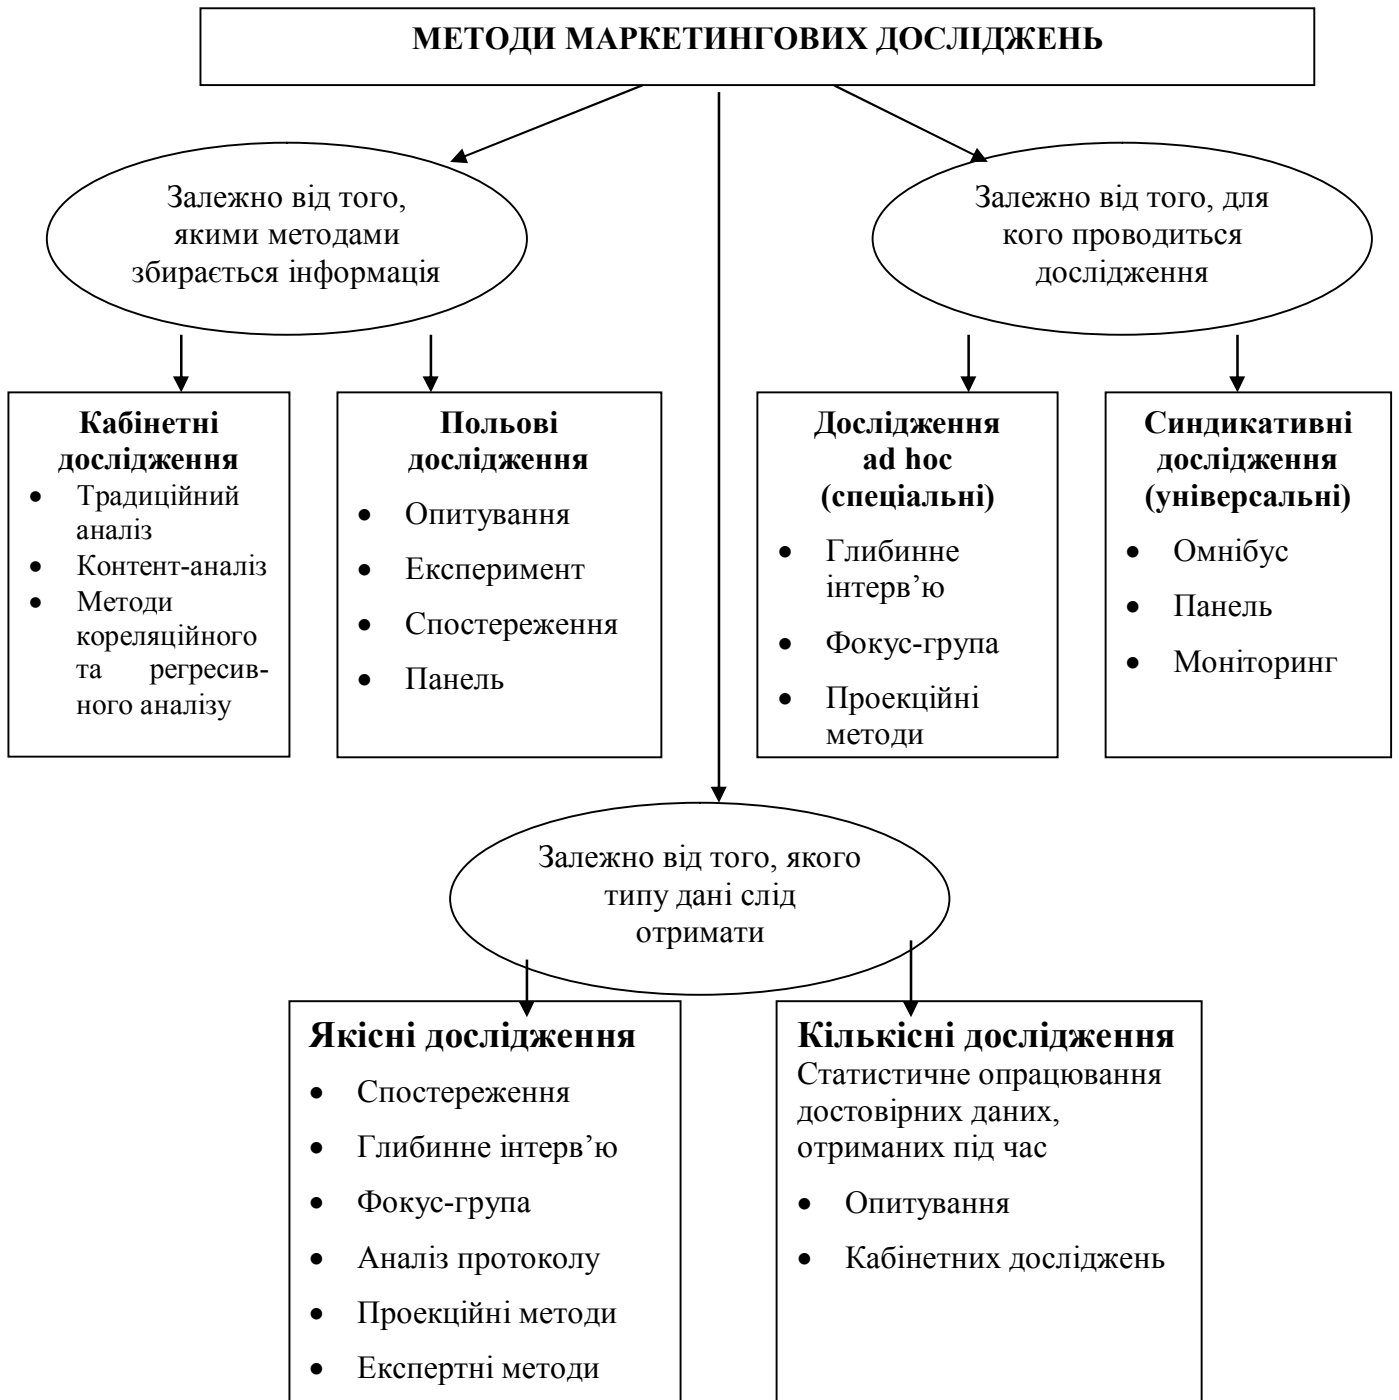 МЕТОДИ МАРКЕТИНГОВИХ ДОСЛІДЖЕНЬ
Залежно від того,
якими методами
збирається інформація
Залежно від того, для
кого проводиться
дослідження
Кабінетні
дослідження
• Традиційний
аналіз
• Контент-аналіз
• Методи
кореляційного
та регресив-
ного аналізу
Польові
дослідження
• Опитування
• Експеримент
• Спостереження
• Панель
Дослідження
ad hoc
(спеціальні)
• Глибинне
інтерв’ю
• Фокус-група
• Проекційні
методи
Синдикативні
дослідження
(універсальні)
• Омнібус
• Панель
• Моніторинг
Залежно від того, якого
типу дані слід
отримати
Якісні дослідження
• Спостереження
• Глибинне інтерв’ю
• Фокус-група
• Аналіз протоколу
• Проекційні методи
• Експертні методи
Кількісні дослідження
Статистичне опрацювання
достовірних даних,
отриманих під час
• Опитування
• Кабінетних досліджень